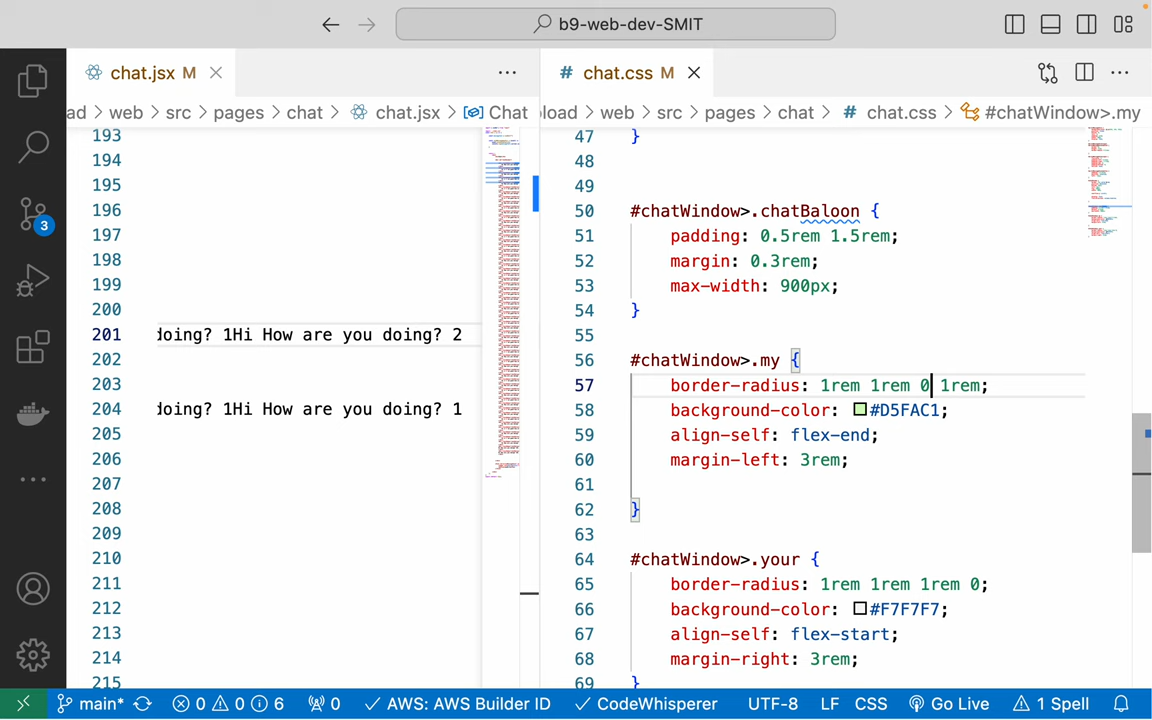 b9-web-dev-SMIT
chat.jsx M
ad > web > src > pages > chat > chat.jsx > Chat
193
194
195
196
197
198
199
200
201 doing? 1Hi How are you doing? 2
202
203
204 doing? 1Hi How are you doing? 1
205
206
207
208
209
210
211
212
213
214
215
# chat.css M
load > web > src > pages > chat > # chat.css > #chatWindow>.my
47 }
48
49
50 #chatWindow>.chatBaloon {
51 padding: 0.5rem 1.5rem;
52 margin: 0.3rem;
53 max-width: 900px;
54 }
55
56 #chatWindow>.my {
57 border-radius: 1rem 1rem 0 1rem;
58 background-color: #D5FAC1;
59 align-self: flex-end;
60 margin-left: 3rem;
61
62 }
63
64 #chatWindow>.your {
65 border-radius: 1rem 1rem 1rem 0;
66 background-color: #F7F7F7;
67 align-self: flex-start;
68 margin-right: 3rem;
69 }
3
main* 0 0 6 0 AWS: AWS Builder ID CodeWhisperer UTF-8 LF CSS Go Live 1 Spell